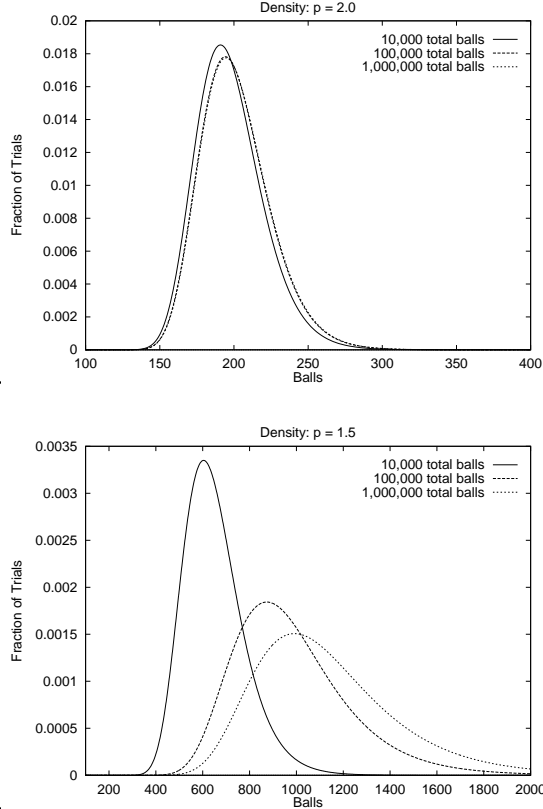 Density: p = 2.0
0.02
0.018
0.016
0.014
0.012
0.01
0.008
0.006
0.004
0.002
0
Fraction of Trials
10,000 total balls
100,000 total balls
1,000,000 total balls
100 150 200 250 300 350 400
Balls
Density: p = 1.5
0.0035
0.003
0.0025
0.002
0.0015
0.001
0.0005
0
Fraction of Trials
10,000 total balls
100,000 total balls
1,000,000 total balls
200 400 600 800 1000 1200 1400 1600 1800 2000
Balls